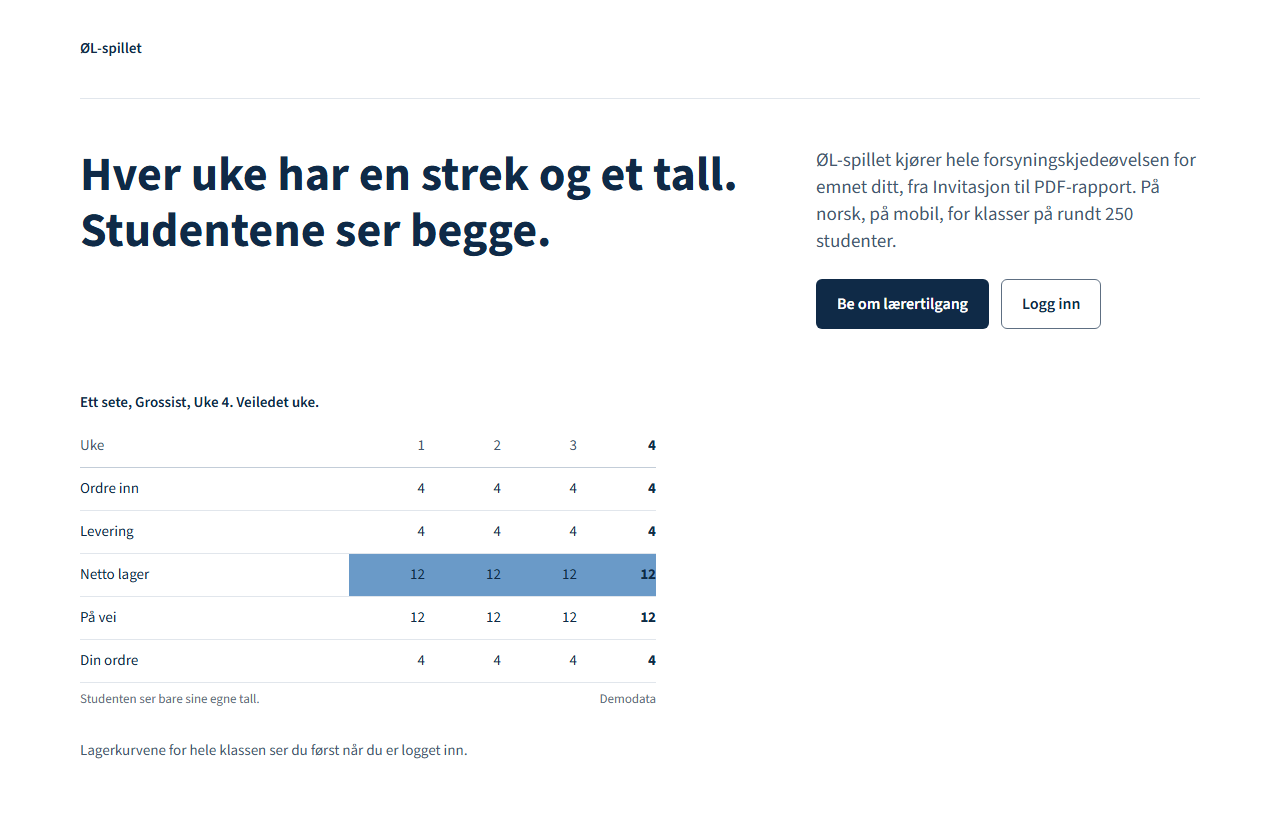 ØL-spillet
Hver uke har en strek og et tall.
Studentene ser begge.
ØL-spillet kjører hele forsyningskjedeøvelsen for
emnet ditt, fra Invitasjon til PDF-rapport. På
norsk, på mobil, for klasser på rundt 250
studenter.
Be om lærertilgang
Logg inn
Ett sete, Grossist, Uke 4. Veiledet uke.
Uke 1 2 3 4
Ordre inn 4 4 4 4
Levering 4 4 4 4
Netto lager 12 12 12 12
På vei 12 12 12 12
Din ordre 4 4 4 4
Studenten ser bare sine egne tall. Demodata
Lagerkurvene for hele klassen ser du først når du er logget inn.